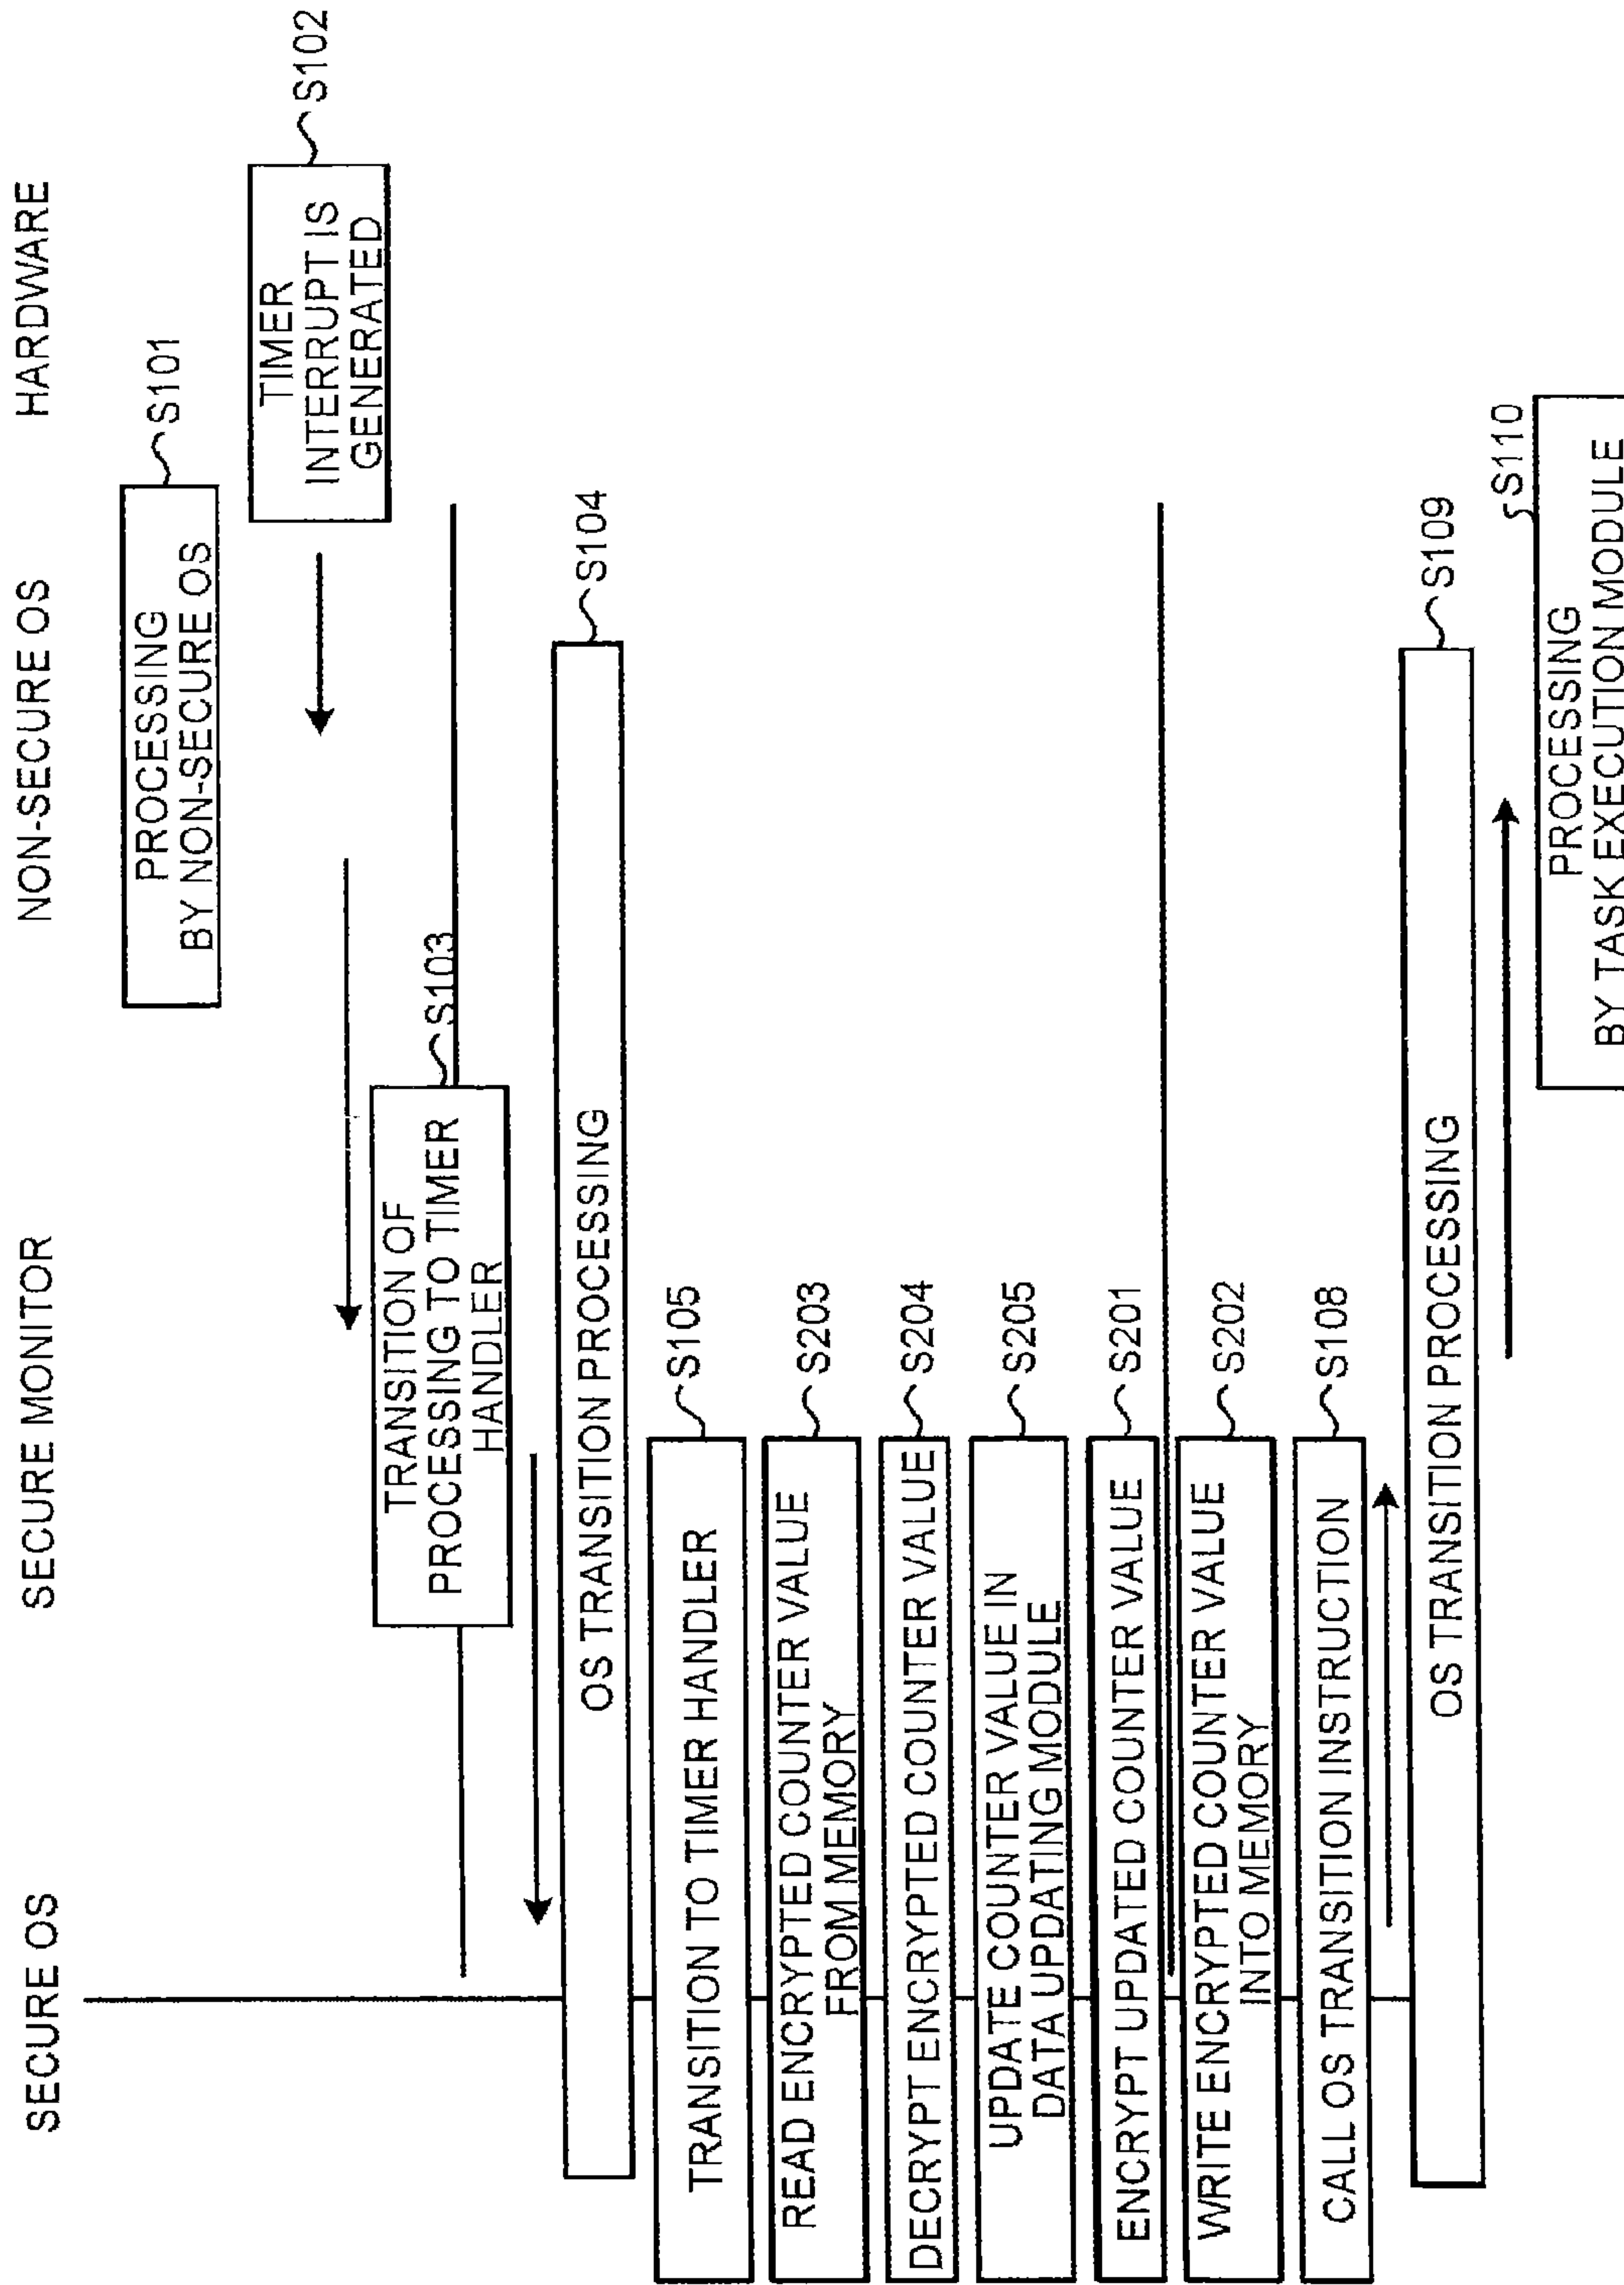 SECURE OS
SECURE MONITOR
NON-SECURE OS
HARDWARE
PROCESSING
BY NON-SECURE OS
S101
TIMER
INTERRUPT IS
GENERATED
S102
TRANSITION OF
PROCESSING TO TIMER
HANDLER
S103
OS TRANSITION PROCESSING
S104
TRANSITION TO TIMER HANDLER
S105
READ ENCRYPTED COUNTER VALUE
FROM MEMORY
S203
DECRYPT ENCRYPTED COUNTER VALUE
S204
UPDATE COUNTER VALUE IN
DATA UPDATING MODULE
S205
ENCRYPT UPDATED COUNTER VALUE
S201
WRITE ENCRYPTED COUNTER VALUE
INTO MEMORY
S202
CALL OS TRANSITION INSTRUCTION
S108
OS TRANSITION PROCESSING
S109
PROCESSING
BY TASK EXECUTION MODULE
S110